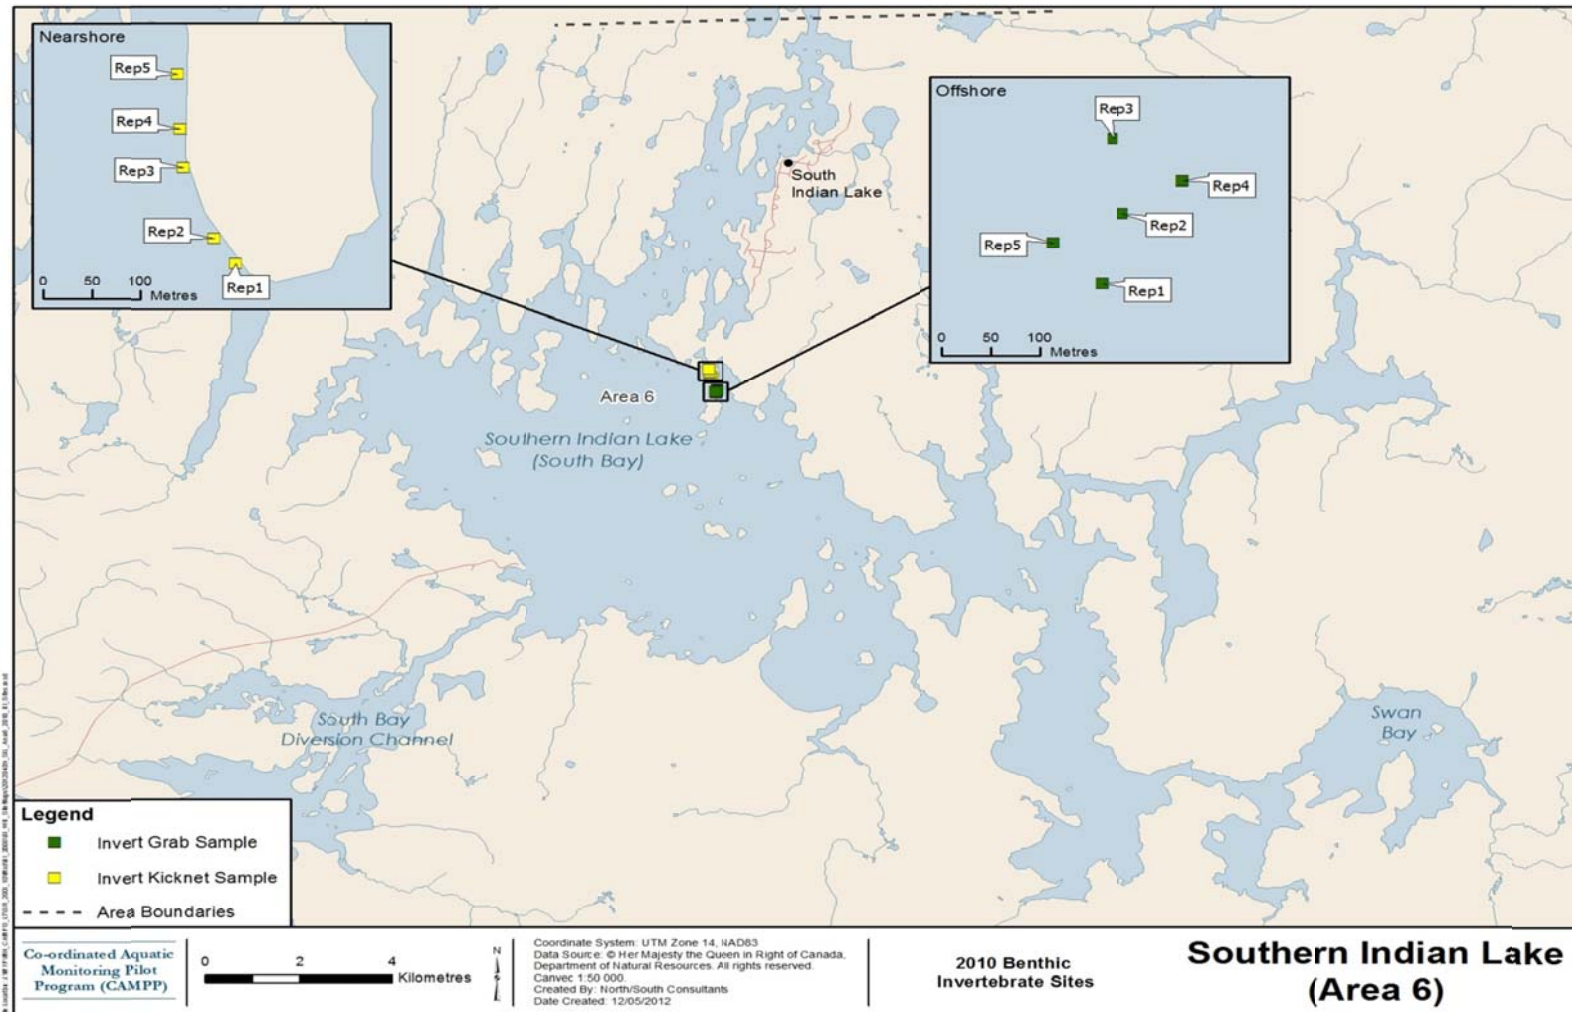 Nearshore
Rep5
Rep4
Rep3
Rep2
Rep1
0 50 100
Metres
Offshore
Rep3
Rep4
Rep2
Rep5
Rep1
0 50 100
Metres
South
Indian Lake
Area 6
Southern Indian Lake
(South Bay)
South Bay
Diversion Channel
Swan
Bay
Legend
Invert Grab Sample
Invert Kicknet Sample
Area Boundaries
Co-ordinated Aquatic
Monitoring Pilot
Program (CAMPP)
0 2 4
Kilometres
N
Coordinate System: UTM Zone 14, NAD83
Data Source: © Her Majesty the Queen in Right of Canada,
Department of Natural Resources. All rights reserved.
Canvec 1:50 000.
Created By: North/South Consultants
Date Created: 12/05/2012
2010 Benthic
Invertebrate Sites
Southern Indian Lake
(Area 6)